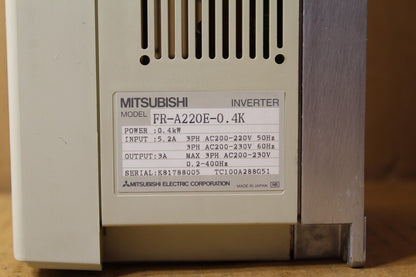 MITSUBISHI INVERTER
MODEL FR-A220E-0.4K
POWER :0.4kW
INPUT :5.2A 3PH AC200-220V 50Hz
3PH AC200-230V 60Hz
OUTPUT:3A MAX 3PH AC200-230V
0.2-400Hz
SERIAL:K81788005 TC100A288G51
MITSUBISHI ELECTRIC CORPORATION MADE IN JAPAN